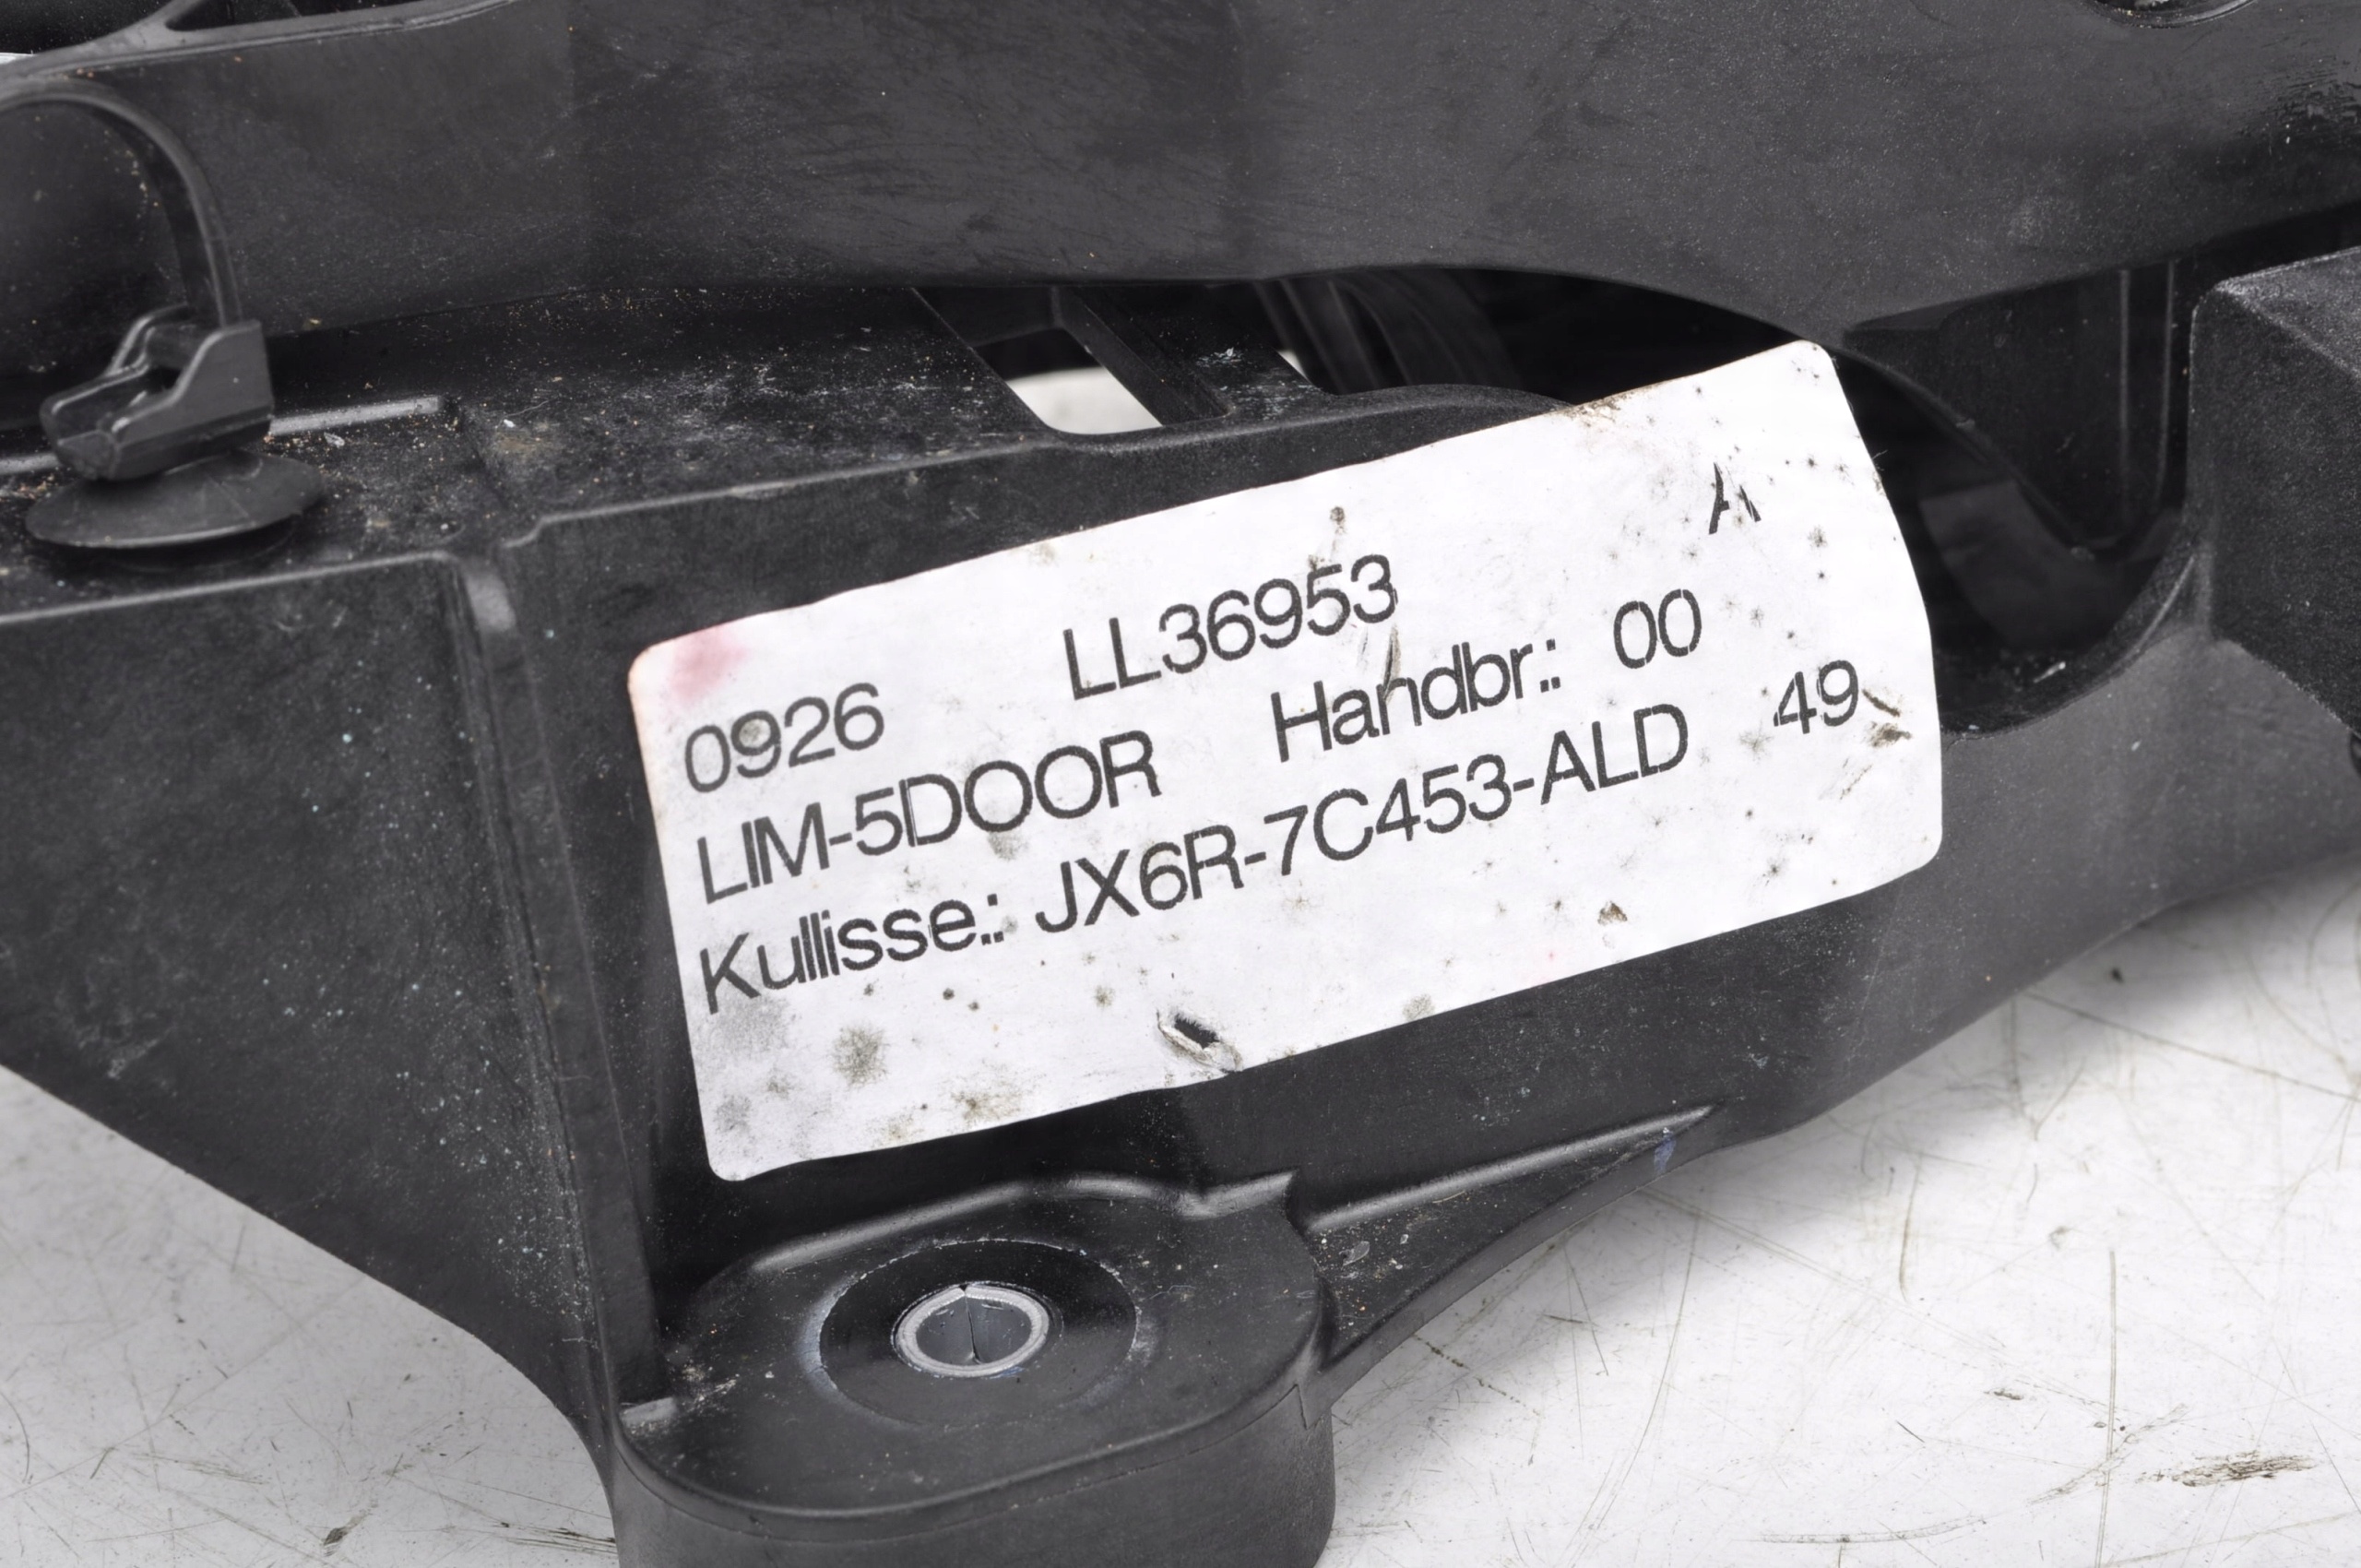 A
0926 LL36953
LIM-5DOOR Handbr.: 00
Kullisse.: JX6R-7C453-ALD 49